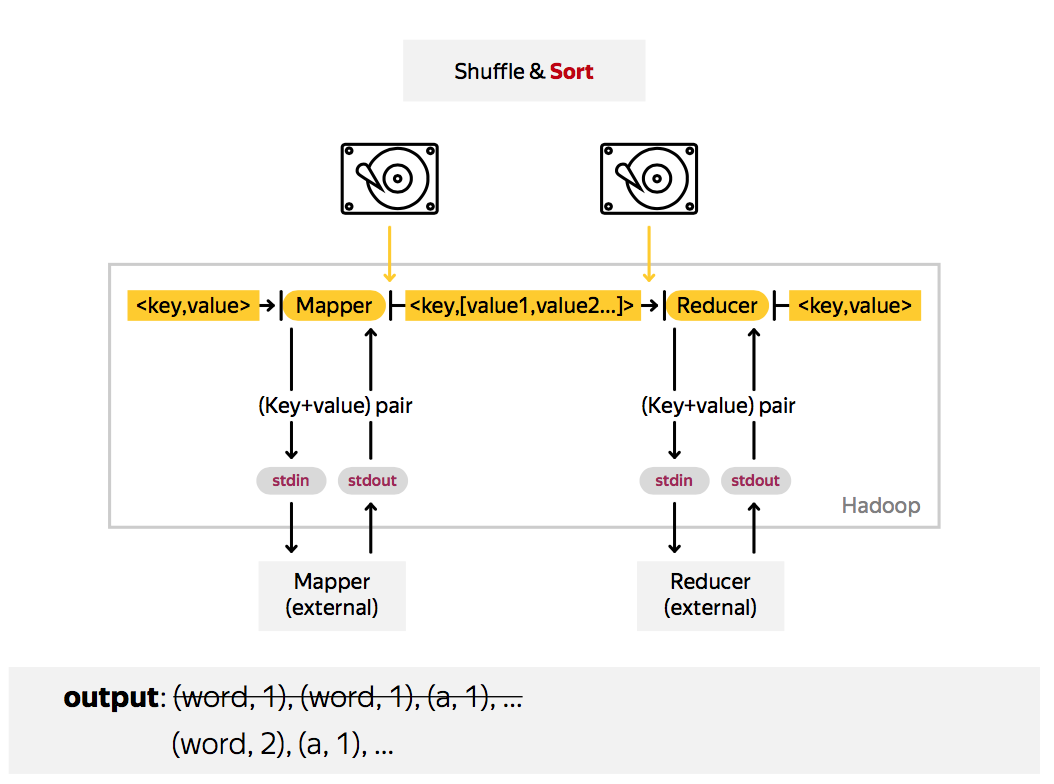 Shuffle & Sort
<key,value>
Mapper
<key,[value1,value2...]>
Reducer
<key,value>
(Key+value) pair
(Key+value) pair
stdin
stdout
stdin
stdout
Hadoop
Mapper
(external)
Reducer
(external)
output: (word, 1), (word, 1), (a, 1), ...
(word, 2), (a, 1), ...